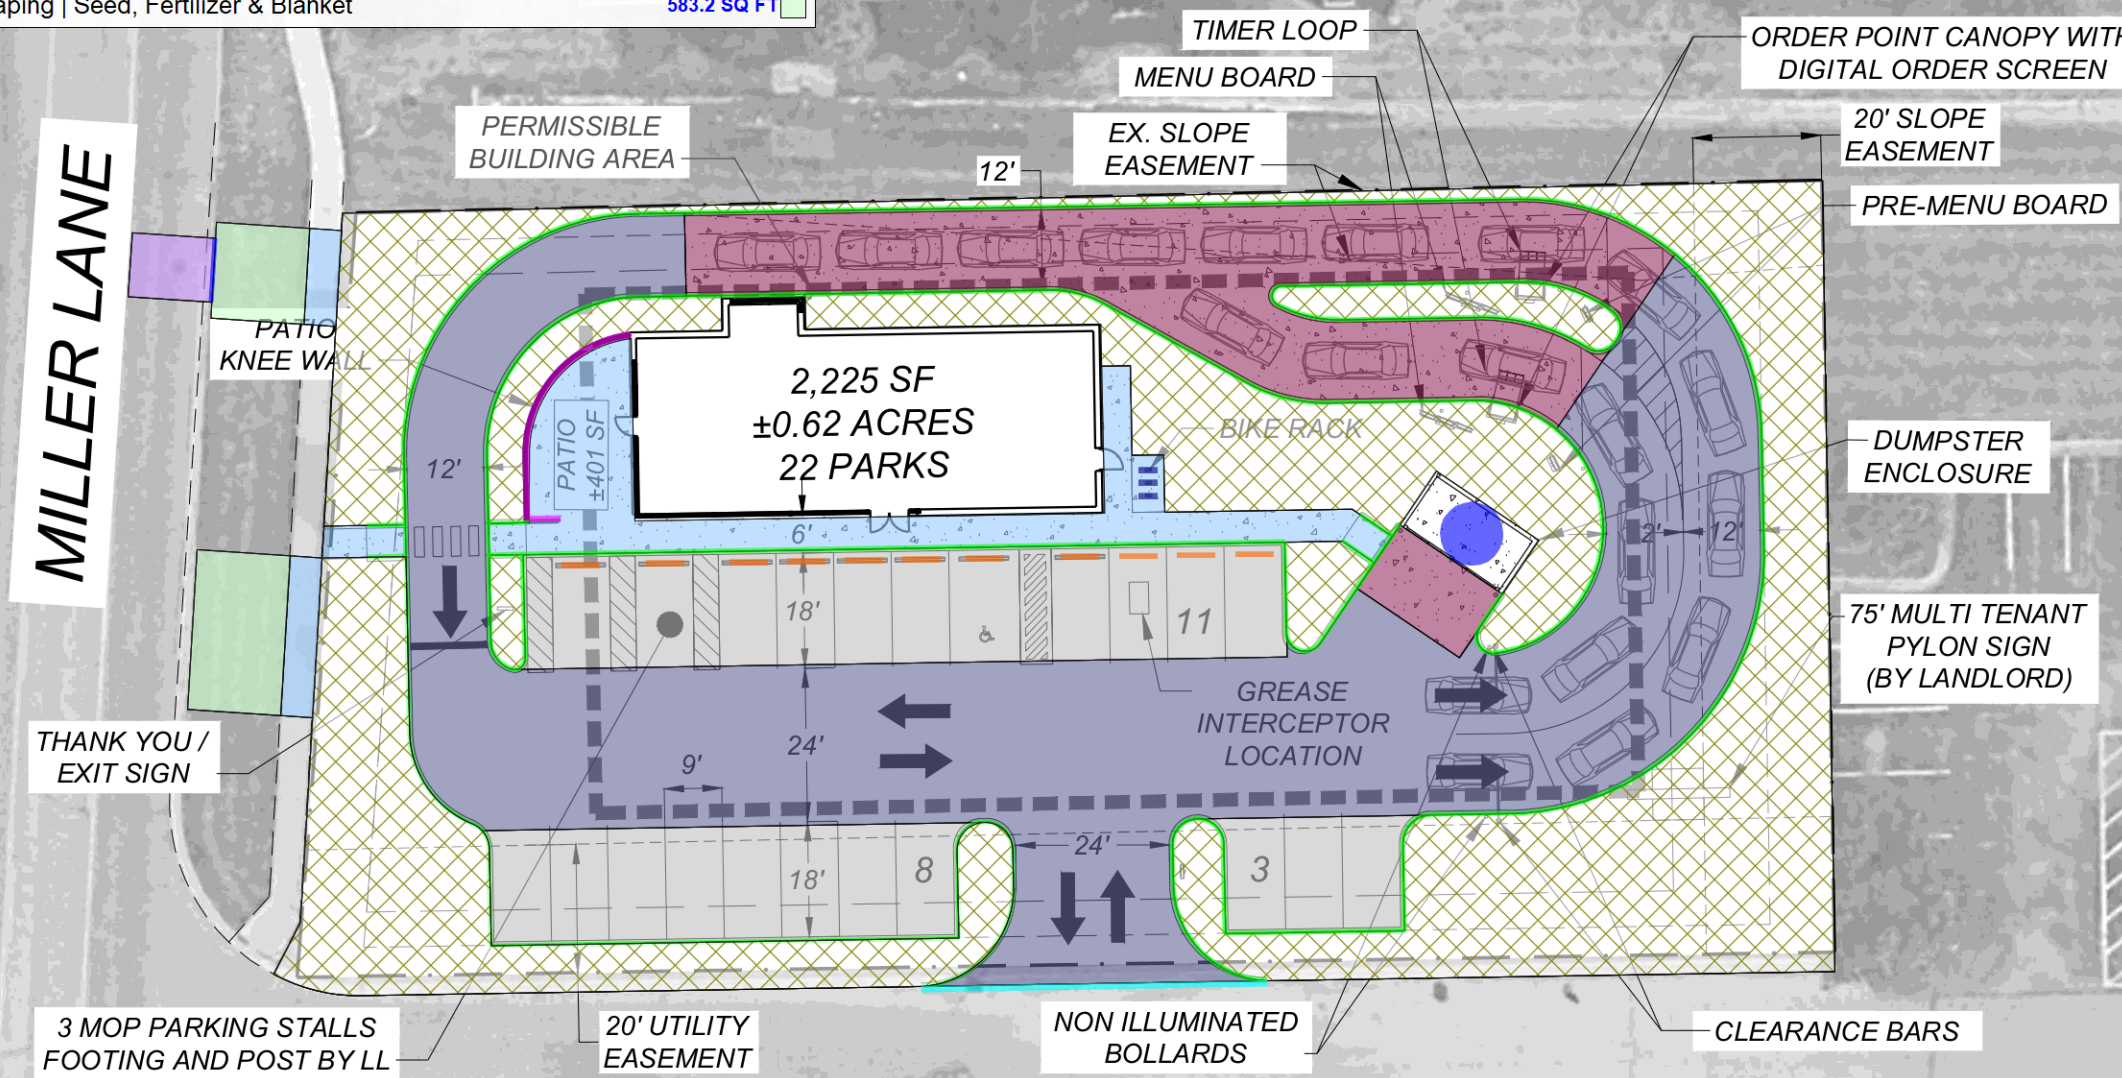 aping | Seed, Fertilizer & Blanket
583.2 SQ FT
TIMER LOOP
MENU BOARD
ORDER POINT CANOPY WITH
DIGITAL ORDER SCREEN
PERMISSIBLE
BUILDING AREA
12'
EX. SLOPE
EASEMENT
20' SLOPE
EASEMENT
PRE-MENU BOARD
MILLER LANE
PATIO
KNEE WALL
2,225 SF
±0.62 ACRES
22 PARKS
PATIO
±401 SF
BIKE RACK
12'
DUMPSTER
ENCLOSURE
6'
2'
12'
18'
11
75' MULTI TENANT
PYLON SIGN
(BY LANDLORD)
GREASE
INTERCEPTOR
LOCATION
THANK YOU /
EXIT SIGN
24'
9'
24'
8
18'
3
3 MOP PARKING STALLS
FOOTING AND POST BY LL
20' UTILITY
EASEMENT
NON ILLUMINATED
BOLLARDS
CLEARANCE BARS